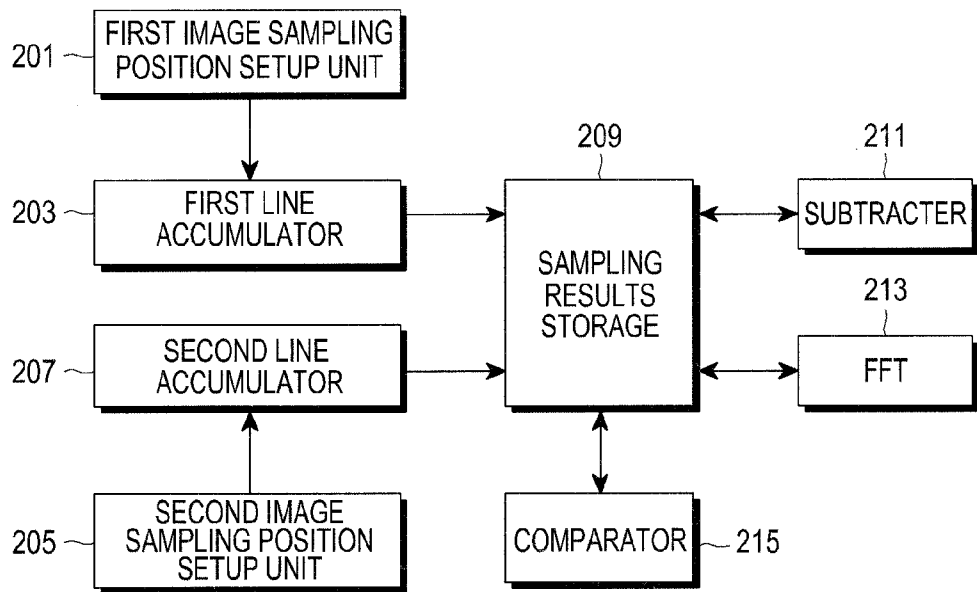 FIRST IMAGE SAMPLING
POSITION SETUP UNIT
201
FIRST LINE
ACCUMULATOR
203
SECOND LINE
ACCUMULATOR
207
SECOND IMAGE
SAMPLING POSITION
SETUP UNIT
205
209
SAMPLING
RESULTS
STORAGE
211
SUBTRACTER
213
FFT
COMPARATOR
215